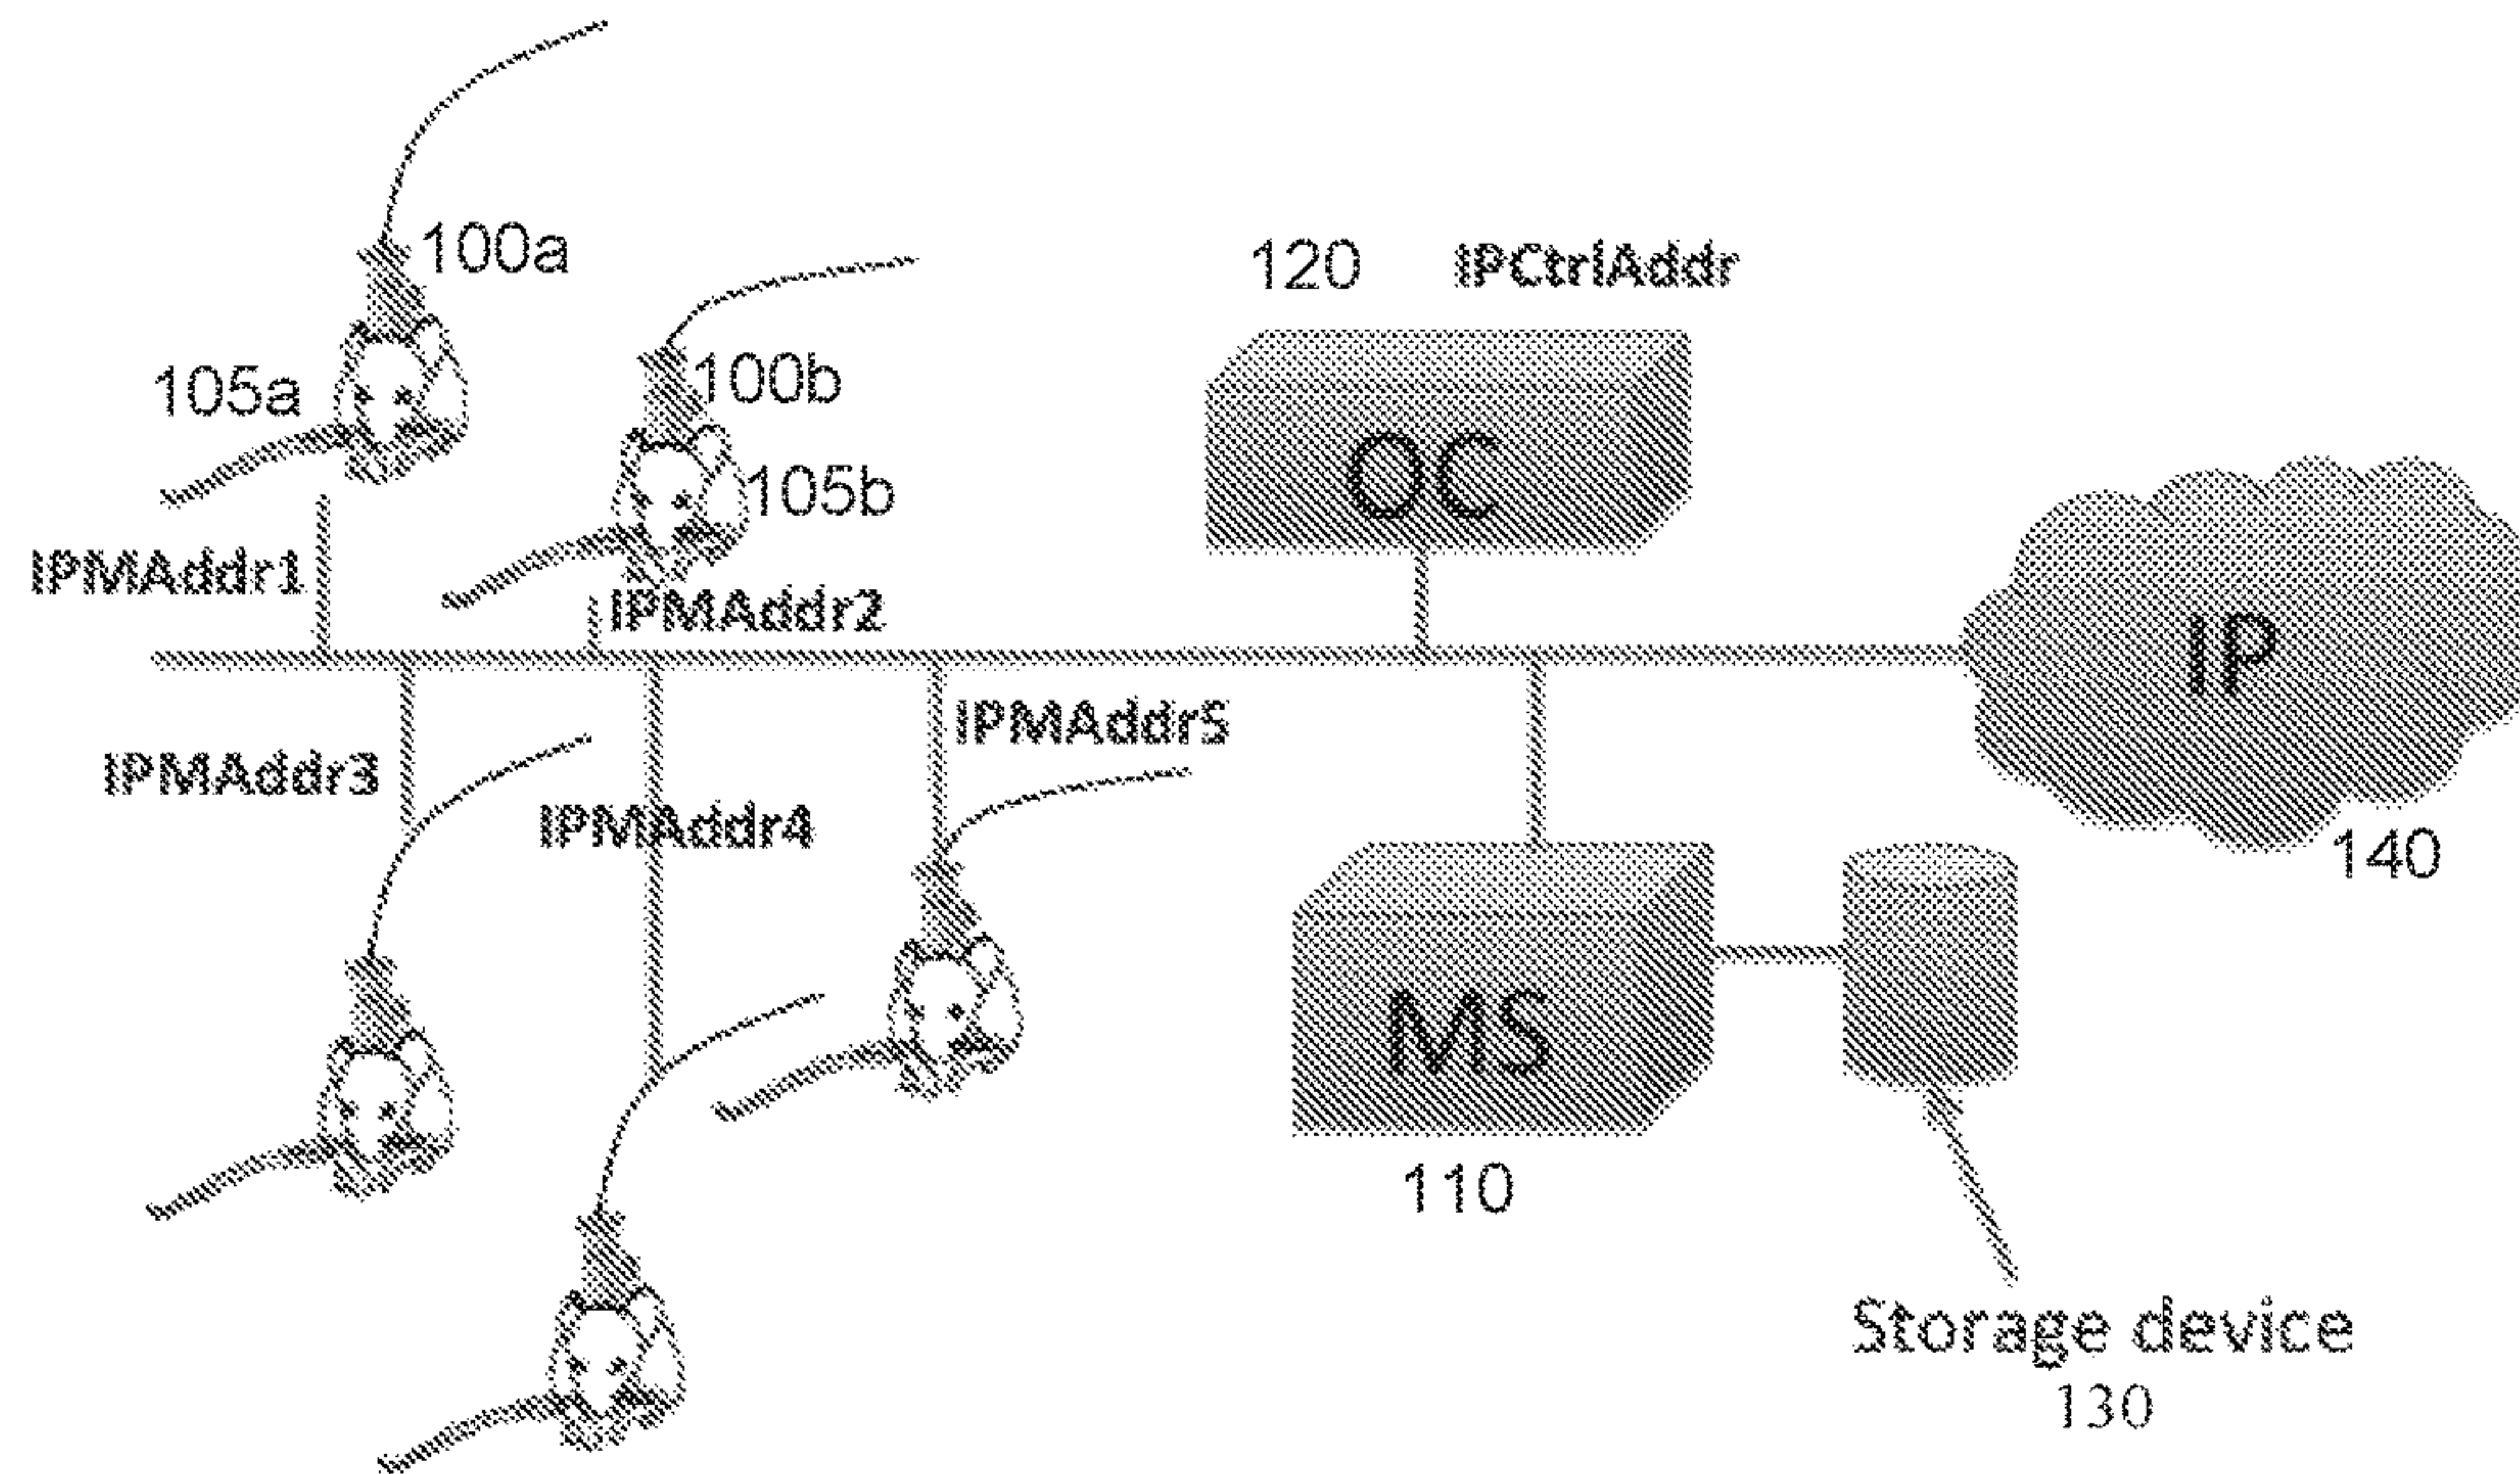 100a
120 IPCtrlAddr
105a
100b
105b
OC
IPMAddr1
IPMAddr2
IP
IPMAddr3
IPMAddr5
IPMAddr4
140
MS
110
Storage device
130